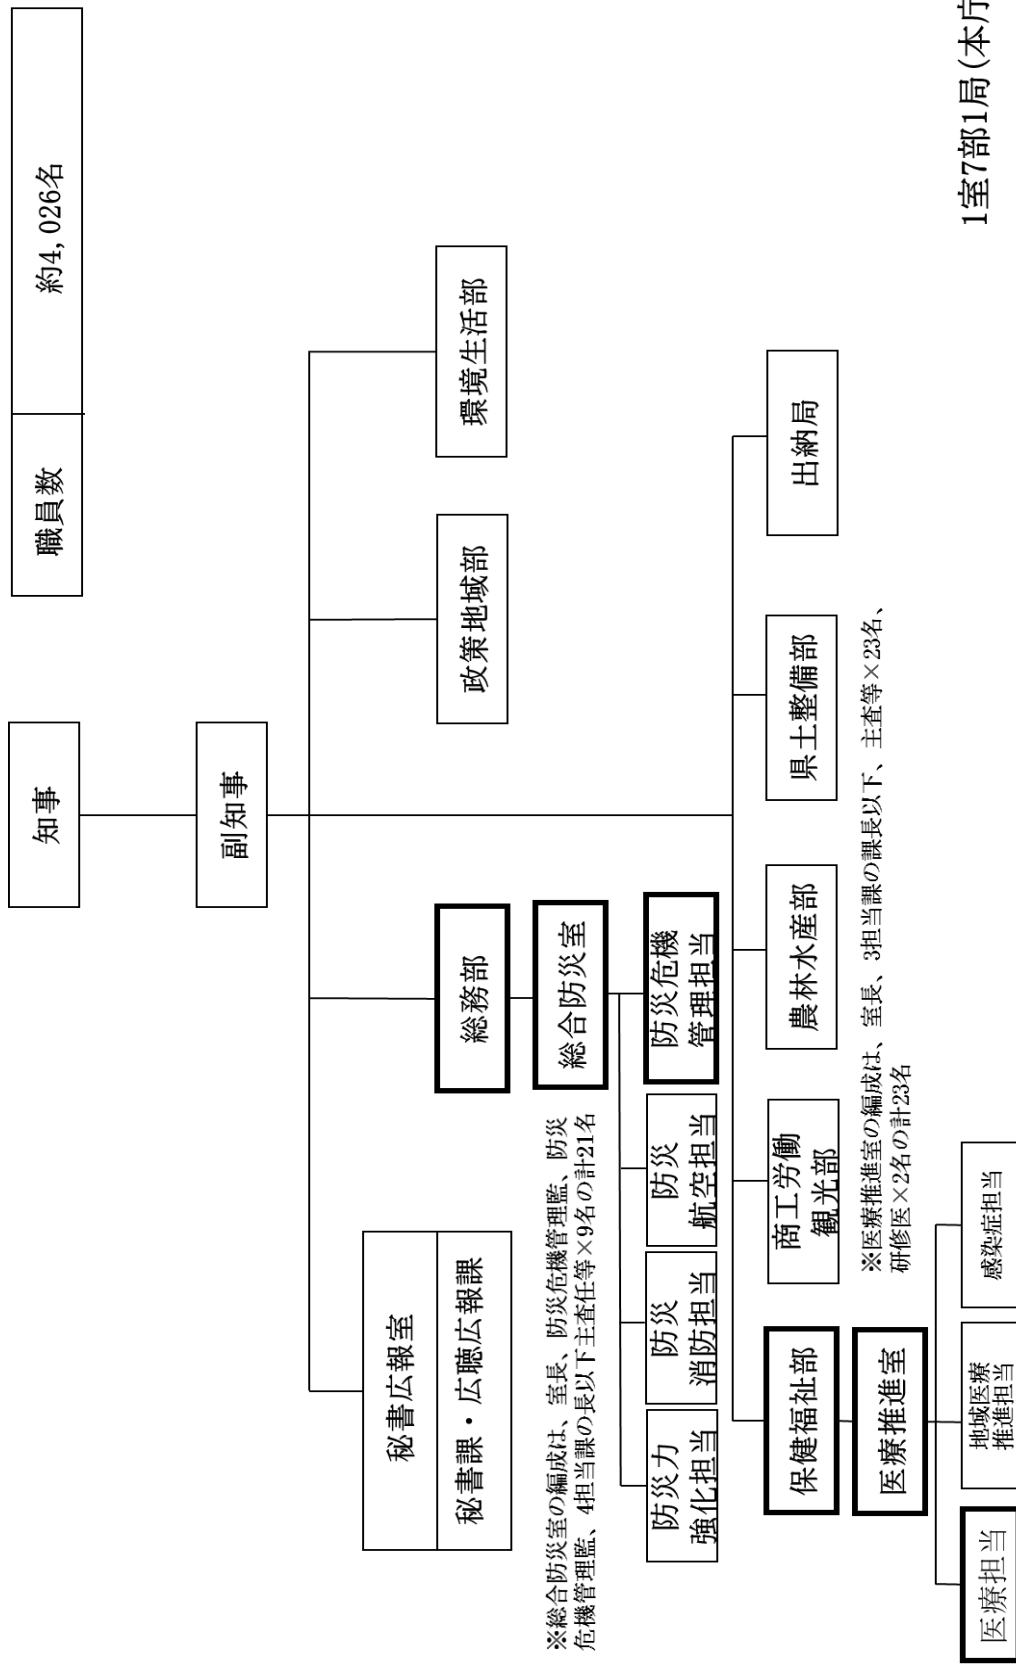 知事
職員数
約4,026名
副知事
秘書広報室
秘書課・広聴広報課
総務部
政策地域部
環境生活部
総合防災室
※総合防災室の編成は、室長、防災危機管理監、防災
危機管理監、4担当課の長以下主査任等×9名の計21名
防災力
強化担当
防災
消防担当
防災
航空担当
防災危機
管理担当
保健福祉部
商工労働
観光部
農林水産部
県土整備部
出納局
医療推進室
※医療推進室の編成は、室長、3担当課の課長以下、主査等×23名、
研修医×2名の計23名
医療担当
地域医療
推進担当
感染症担当
1室7部1局(本庁